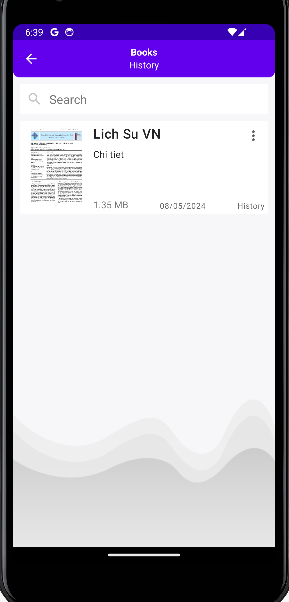 6:39
Books
History
Search
Lich Su VN
Chi tiet
1.35 MB 08/05/2024 History